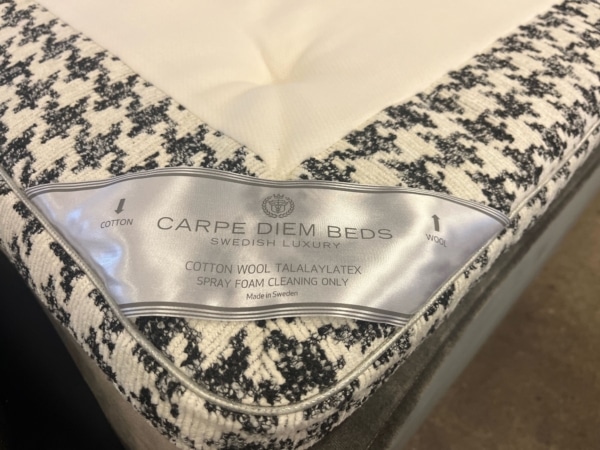 COTTON
WOOL
CARPE DIEM BEDS
SWEDISH LUXURY
COTTON WOOL TALALAYLATEX
SPRAY FOAM CLEANING ONLY
Made in Sweden